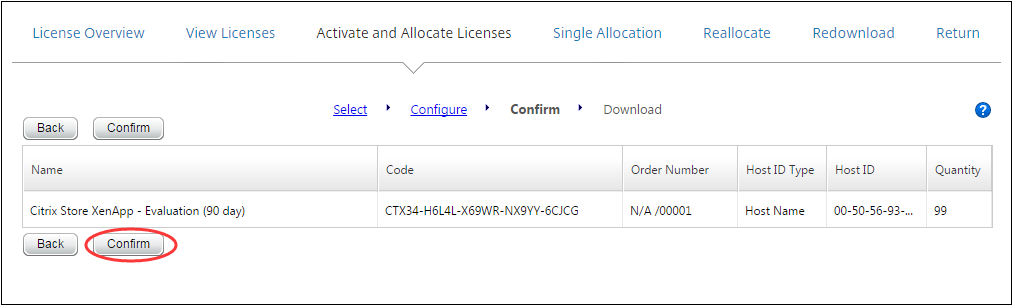 License Overview View Licenses Activate and Allocate Licenses Single Allocation Reallocate Redownload Return
Select Configure Confirm Download ?
Back Confirm
Name Code Order Number Host ID Type Host ID Quantity
Citrix Store XenApp - Evaluation (90 day) CTX34-H6L4L-X69WR-NX9YY-6CJCG N/A /00001 Host Name 00-50-56-93-... 99
Back Confirm